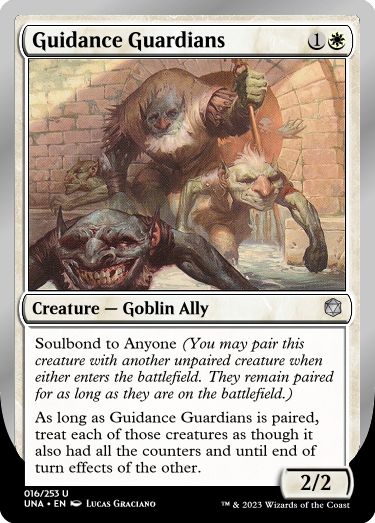 Guidance Guardians 1
Creature — Goblin Ally
Soulbond to Anyone (You may pair this
creature with another unpaired creature when
either enters the battlefield. They remain paired
for as long as they are on the battlefield.)
As long as Guidance Guardians is paired,
treat each of those creatures as though it
also had all the counters and until end of
turn effects of the other.
2/2
016/253 U
UNA • EN Lucas Graciano
™ & 2023 Wizards of the Coast